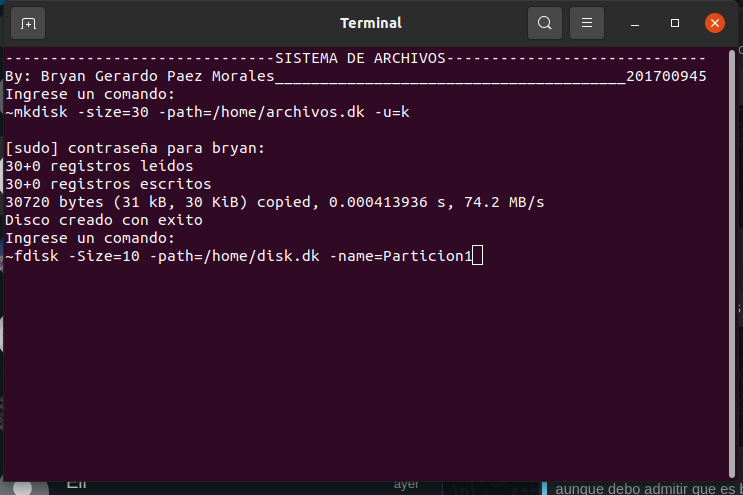 Terminal
------------------------------SISTEMA DE ARCHIVOS-----------------------------
By: Bryan Gerardo Paez Morales_______________________________________201700945
Ingrese un comando:
~mkdisk -size=30 -path=/home/archivos.dk -u=k
[sudo] contraseña para bryan:
30+0 registros leídos
30+0 registros escritos
30720 bytes (31 kB, 30 KiB) copied, 0.000413936 s, 74.2 MB/s
Disco creado con exito
Ingrese un comando:
~fdisk -Size=10 -path=/home/disk.dk -name=Particion1
ayer
aunque debo admitir que es